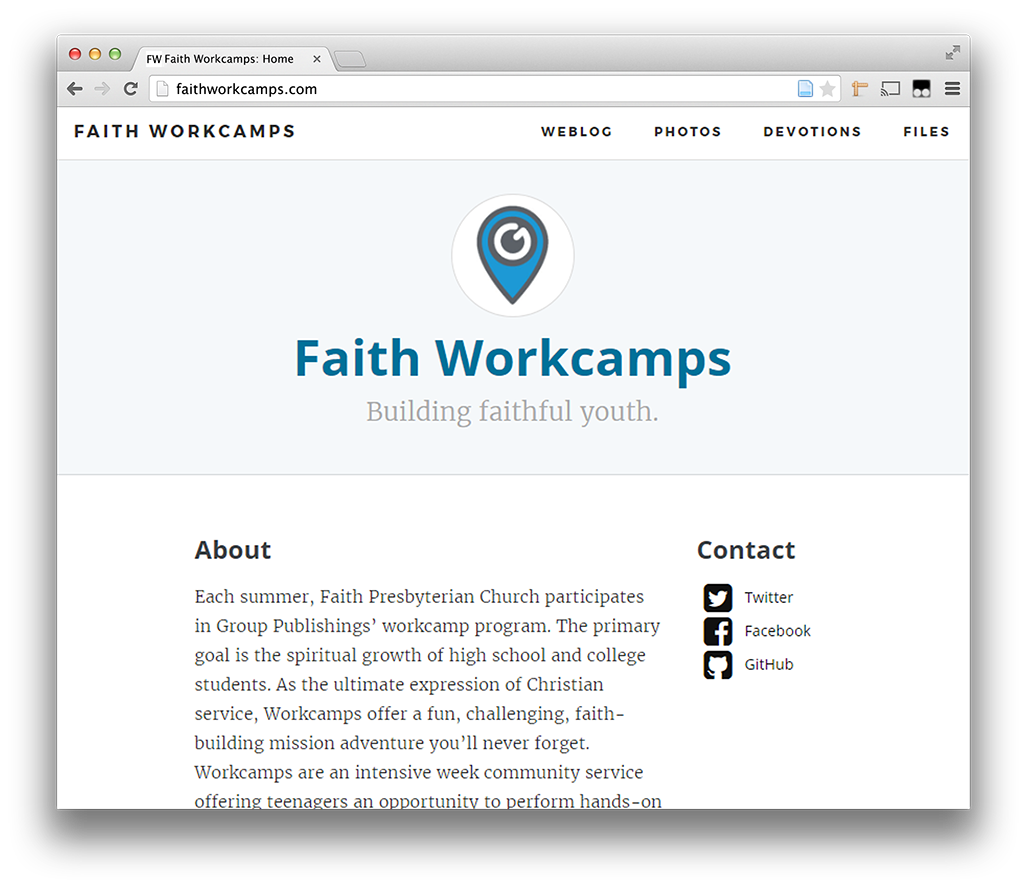 FW Faith Workcamps: Home
faithworkcamps.com
FAITH WORKCAMPS
WEBLOG
PHOTOS
DEVOTIONS
FILES
Faith Workcamps
Building faithful youth.
About
Each summer, Faith Presbyterian Church participates
in Group Publishings’ workcamp program. The primary
goal is the spiritual growth of high school and college
students. As the ultimate expression of Christian
service, Workcamps offer a fun, challenging, faith-
building mission adventure you’ll never forget.
Workcamps are an intensive week community service
offering teenagers an opportunity to perform hands-on
Contact
Twitter
Facebook
GitHub